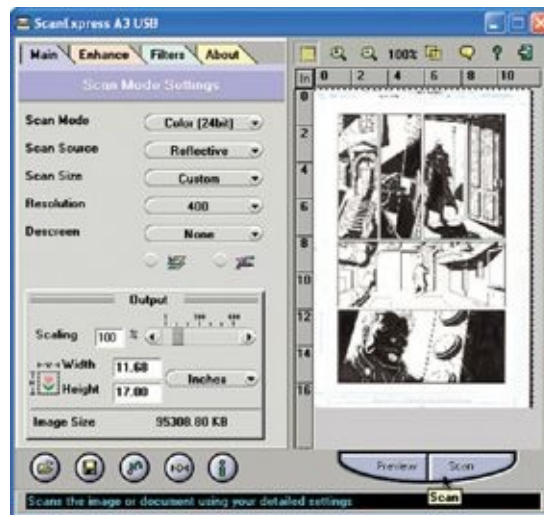 ScanExpress A3 USB
Main Enhance Filters About
100%
Scan Mode Settings
In 0 2 4 6 8 10
0
2
4
6
8
10
12
14
16
Scan Mode Color (24bit)
Scan Source Reflective
Scan Size Custom
Resolution 400
Descreen None
Output
Scaling 100 %
Width 11.68
Height 17.00
Inches
Image Size 95308.80 KB
Preview Scan
Scans the image or document using your detailed settings
Scan